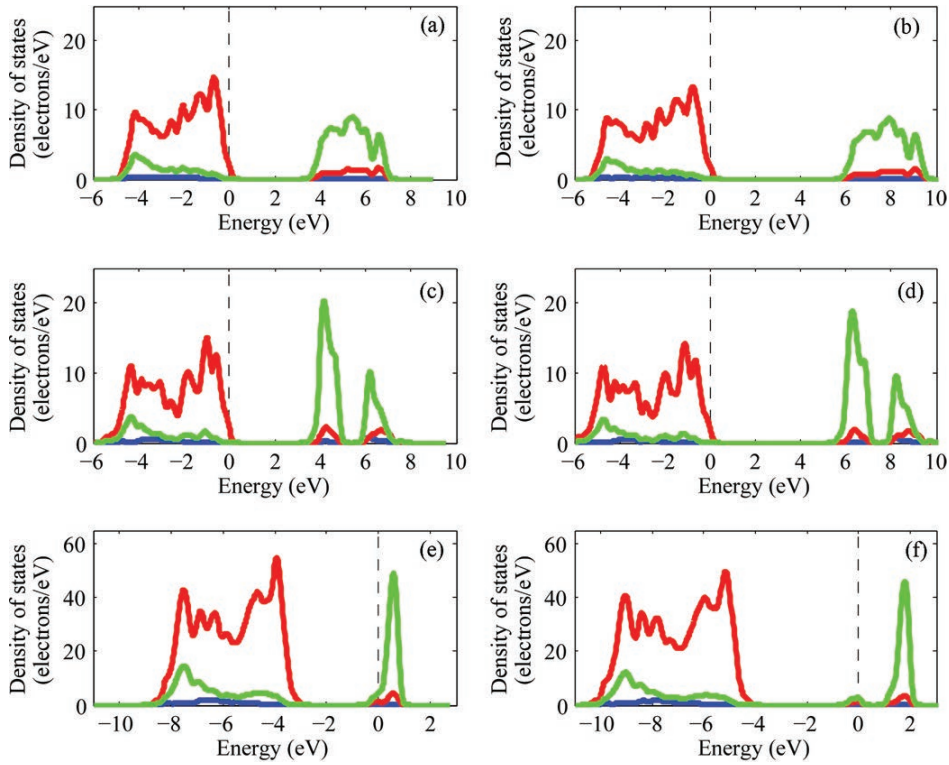 (a)
Density of states
(electrons/eV)
20
10
0
−6 −4 −2 0 2 4 6 8 10
Energy (eV)
(b)
Density of states
(electrons/eV)
20
10
0
−6 −4 −2 0 2 4 6 8 10
Energy (eV)
(c)
Density of states
(electrons/eV)
20
10
0
−6 −4 −2 0 2 4 6 8 10
Energy (eV)
(d)
Density of states
(electrons/eV)
20
10
0
−6 −4 −2 0 2 4 6 8 10
Energy (eV)
(e)
Density of states
(electrons/eV)
60
40
20
0
−10 −8 −6 −4 −2 0 2
Energy (eV)
(f)
Density of states
(electrons/eV)
60
40
20
0
−10 −8 −6 −4 −2 0 2
Energy (eV)